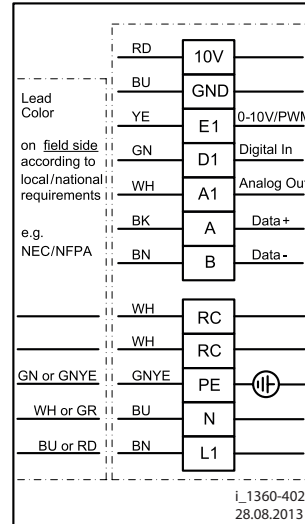 RD 10V
BU GND
Lead
Color
YE E1 0-10V/PWM
on field side
according to
local/national
requirements
GN D1 Digital In
WH A1 Analog Out
e.g.
NEC/NFPA
BK A Data+
BN B Data-
WH RC
WH RC
GN or GNYE GNYE PE
WH or GR BU N
BU or RD BN L1
i_1360-402
28.08.2013